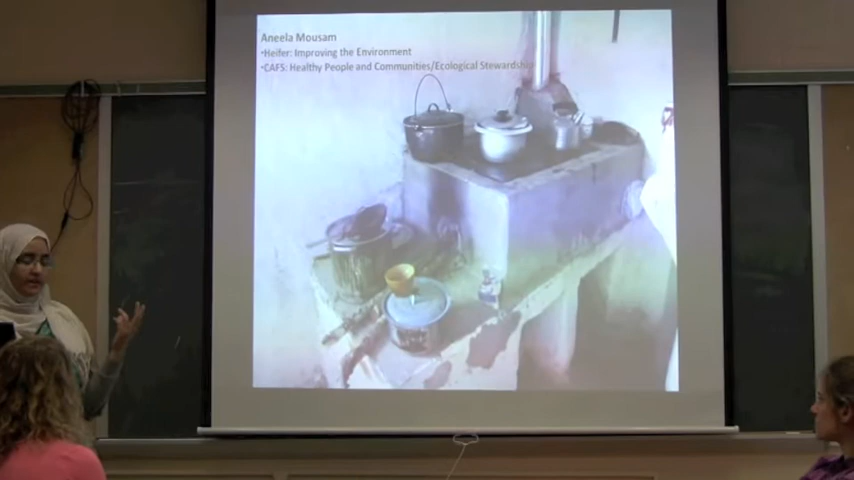 Aneela Mousam
•Heifer: Improving the Environment
•CAFS: Healthy People and Communities/Ecological Stewardship